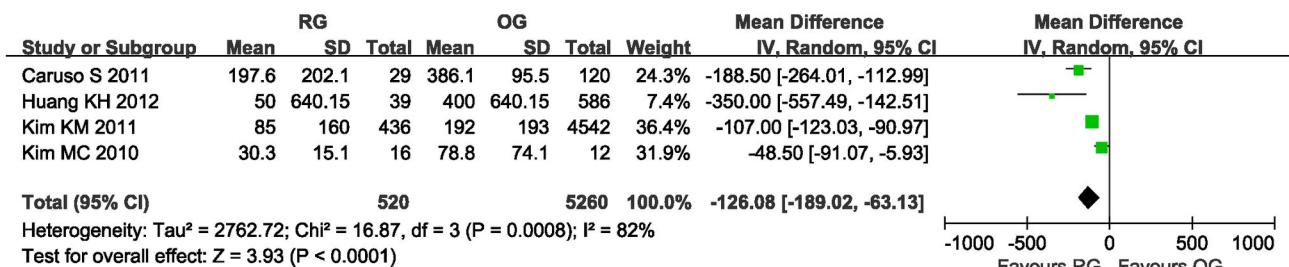 RG OG Mean Difference Mean Difference
Study or Subgroup Mean SD Total Mean SD Total Weight IV, Random, 95% CI IV, Random, 95% CI
Caruso S 2011 197.6 202.1 29 386.1 95.5 120 24.3% -188.50 [-264.01, -112.99]
Huang KH 2012 50 640.15 39 400 640.15 586 7.4% -350.00 [-557.49, -142.51]
Kim KM 2011 85 160 436 192 193 4542 36.4% -107.00 [-123.03, -90.97]
Kim MC 2010 30.3 15.1 16 78.8 74.1 12 31.9% -48.50 [-91.07, -5.93]
Total (95% CI) 520 5260 100.0% -126.08 [-189.02, -63.13]
Heterogeneity: Tau² = 2762.72; Chi² = 16.87, df = 3 (P = 0.0008); I² = 82%
Test for overall effect: Z = 3.93 (P < 0.0001)
-1000 -500 0 500 1000
Favours RG Favours OG